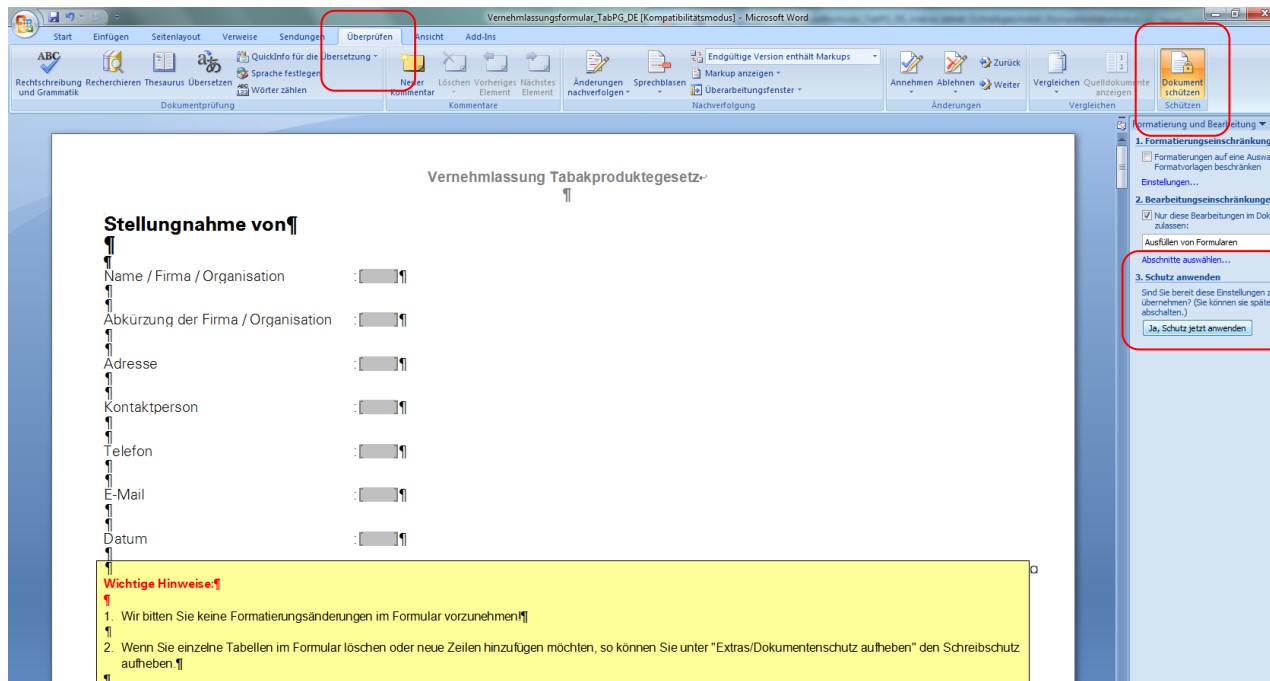 Vernehmlassungsformular_TabPG_DE [Kompatibilitätsmodus] - Microsoft Word
Start Einfügen Seitenlayout Verweise Sendungen Überprüfen Ansicht Add-Ins
ABC
Rechtschreibung und Grammatik
Recherchieren
Thesaurus
Übersetzen
QuickInfo für die Übersetzung
Sprache festlegen
Wörter zählen
Dokumentprüfung
Neuer Kommentar
Löschen
Vorheriges Element
Nächstes Element
Kommentare
Änderungen nachverfolgen
Sprechblasen
Endgültige Version enthält Markups
Markup anzeigen
Überarbeitungsfenster
Nachverfolgung
Annehmen
Ablehnen
Zurück
Weiter
Änderungen
Vergleichen
Quelldokumente anzeigen
Vergleichen
Dokument schützen
Schützen
Formatierung und Bearbeitung
1. Formatierungseinschränkung
Formatierungen auf eine Auswa
Formatvorlagen beschränken
Einstellungen...
2. Bearbeitungseinschränkunge
Nur diese Bearbeitungen im Dok
zulassen:
Ausfüllen von Formularen
Abschnitte auswählen...
3. Schutz anwenden
Sind Sie bereit diese Einstellungen z
übernehmen? (Sie können sie späte
abschalten.)
Ja, Schutz jetzt anwenden
Vernehmlassung Tabakproduktegesetz↵
¶
Stellungnahme von¶
¶
¶
Name / Firma / Organisation :[ ]¶
¶
¶
Abkürzung der Firma / Organisation :[ ]¶
¶
¶
Adresse :[ ]¶
¶
¶
Kontaktperson :[ ]¶
¶
¶
Telefon :[ ]¶
¶
¶
E-Mail :[ ]¶
¶
¶
Datum :[ ]¶
¶
¶
Wichtige Hinweise:¶
¶
1. Wir bitten Sie keine Formatierungsänderungen im Formular vorzunehmen!¶
¶
2. Wenn Sie einzelne Tabellen im Formular löschen oder neue Zeilen hinzufügen möchten, so können Sie unter "Extras/Dokumentenschutz aufheben" den Schreibschutz
aufheben.¶
¶